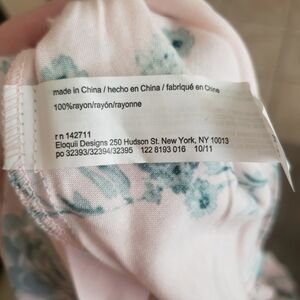 made in China / hecho en China / fabriqué en Chine
100%rayon/rayón/rayonne
r n 142711
Eloquii Designs 250 Hudson St. New York, NY 10013
po 32393/32394/32395 122 8193 016 10/11